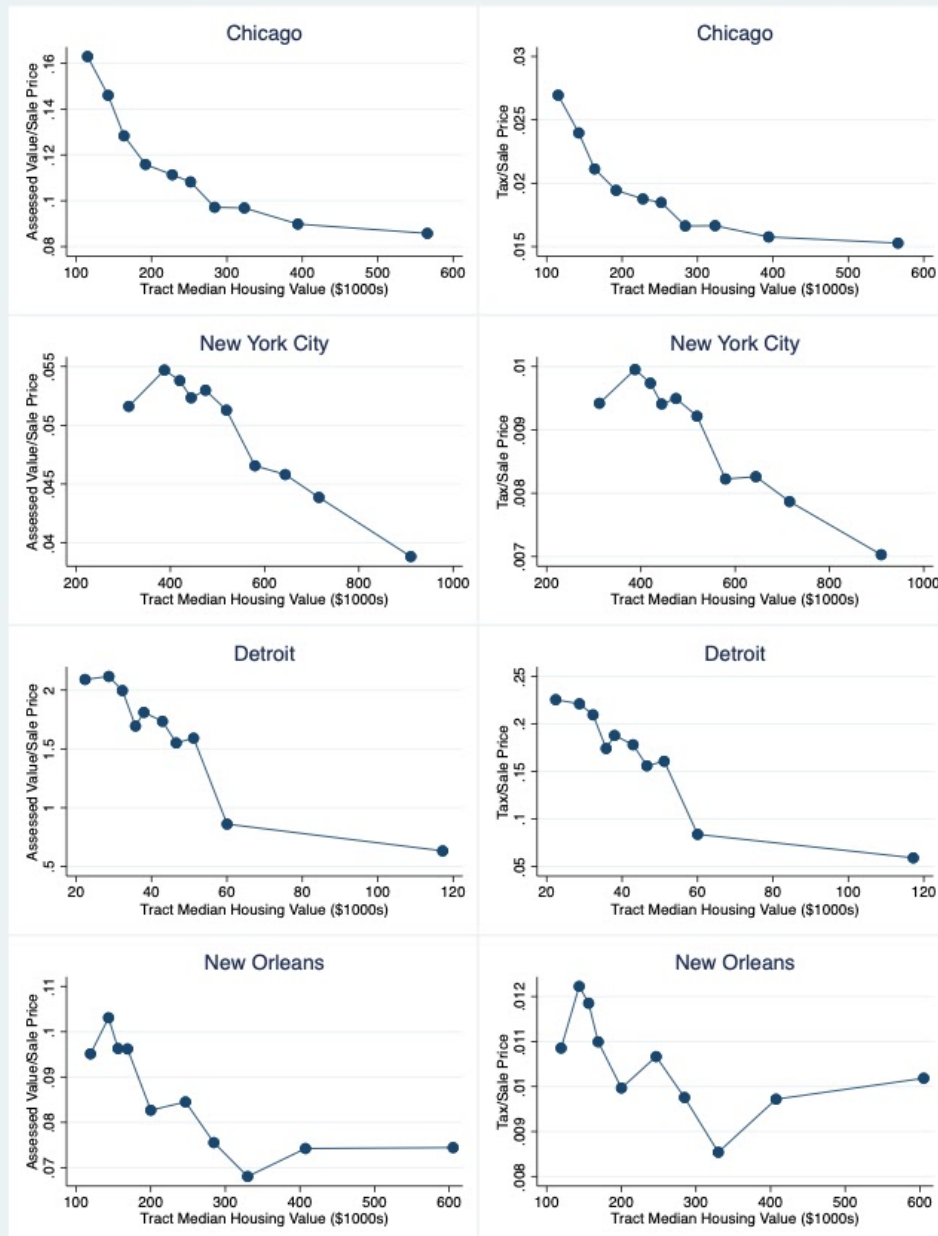 Chicago
Assessed Value/Sale Price
.16
.14
.12
.1
.08
100 200 300 400 500 600
Tract Median Housing Value ($1000s)
Chicago
Tax/Sale Price
.03
.025
.02
.015
100 200 300 400 500 600
Tract Median Housing Value ($1000s)
New York City
Assessed Value/Sale Price
.055
.05
.045
.04
200 400 600 800 1000
Tract Median Housing Value ($1000s)
New York City
Tax/Sale Price
.01
.009
.008
.007
200 400 600 800 1000
Tract Median Housing Value ($1000s)
Detroit
Assessed Value/Sale Price
2
1.5
1
.5
20 40 60 80 100 120
Tract Median Housing Value ($1000s)
Detroit
Tax/Sale Price
.25
.2
.15
.1
.05
20 40 60 80 100 120
Tract Median Housing Value ($1000s)
New Orleans
Assessed Value/Sale Price
.11
.1
.09
.08
.07
100 200 300 400 500 600
Tract Median Housing Value ($1000s)
New Orleans
Tax/Sale Price
.012
.011
.01
.009
.008
100 200 300 400 500 600
Tract Median Housing Value ($1000s)